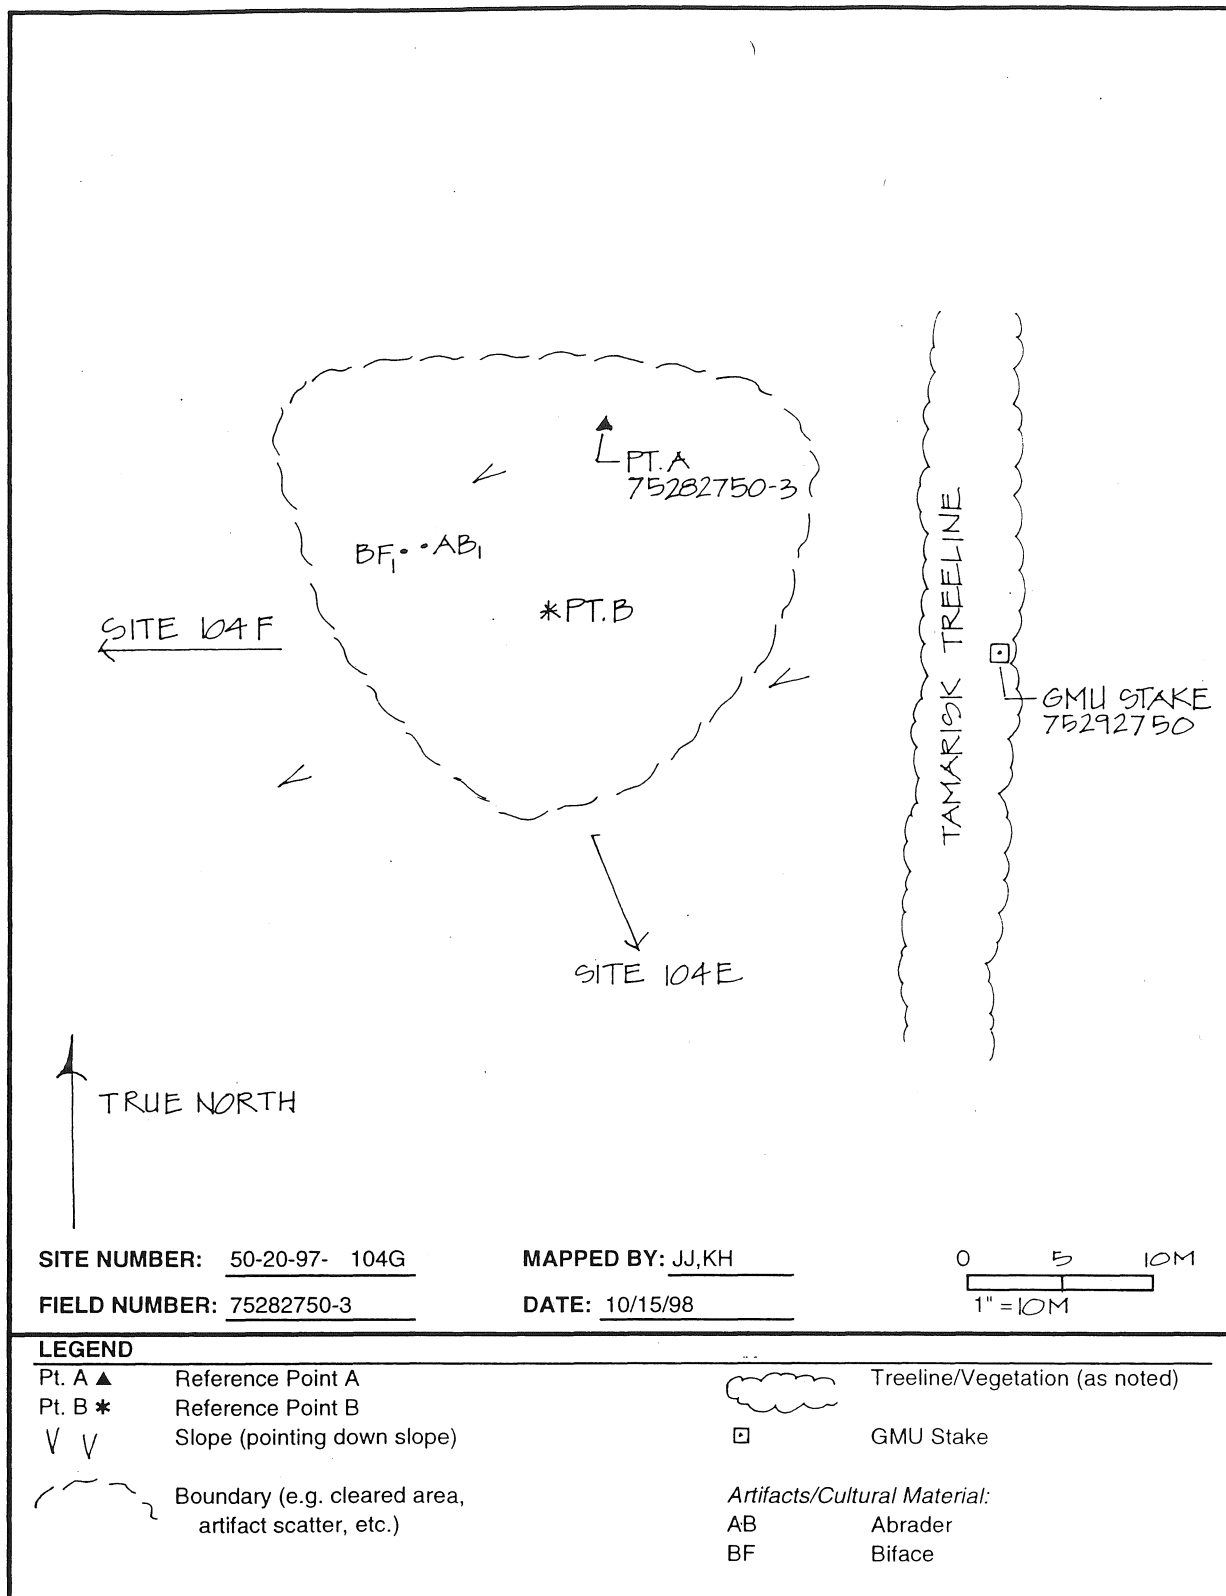 PT. A
75282750-3
BF1 AB1
PT. B
SITE 104F
TAMARISK TREELINE
GMU STAKE
75292750
SITE 104E
TRUE NORTH
SITE NUMBER: 50-20-97- 104G
MAPPED BY: JJ,KH
FIELD NUMBER: 75282750-3
DATE: 10/15/98
0 5 10M
1" = 10M
LEGEND
Pt. A Reference Point A
Pt. B Reference Point B
Slope (pointing down slope)
Boundary (e.g. cleared area,
artifact scatter, etc.)
Treeline/Vegetation (as noted)
GMU Stake
Artifacts/Cultural Material:
AB Abrader
BF Biface